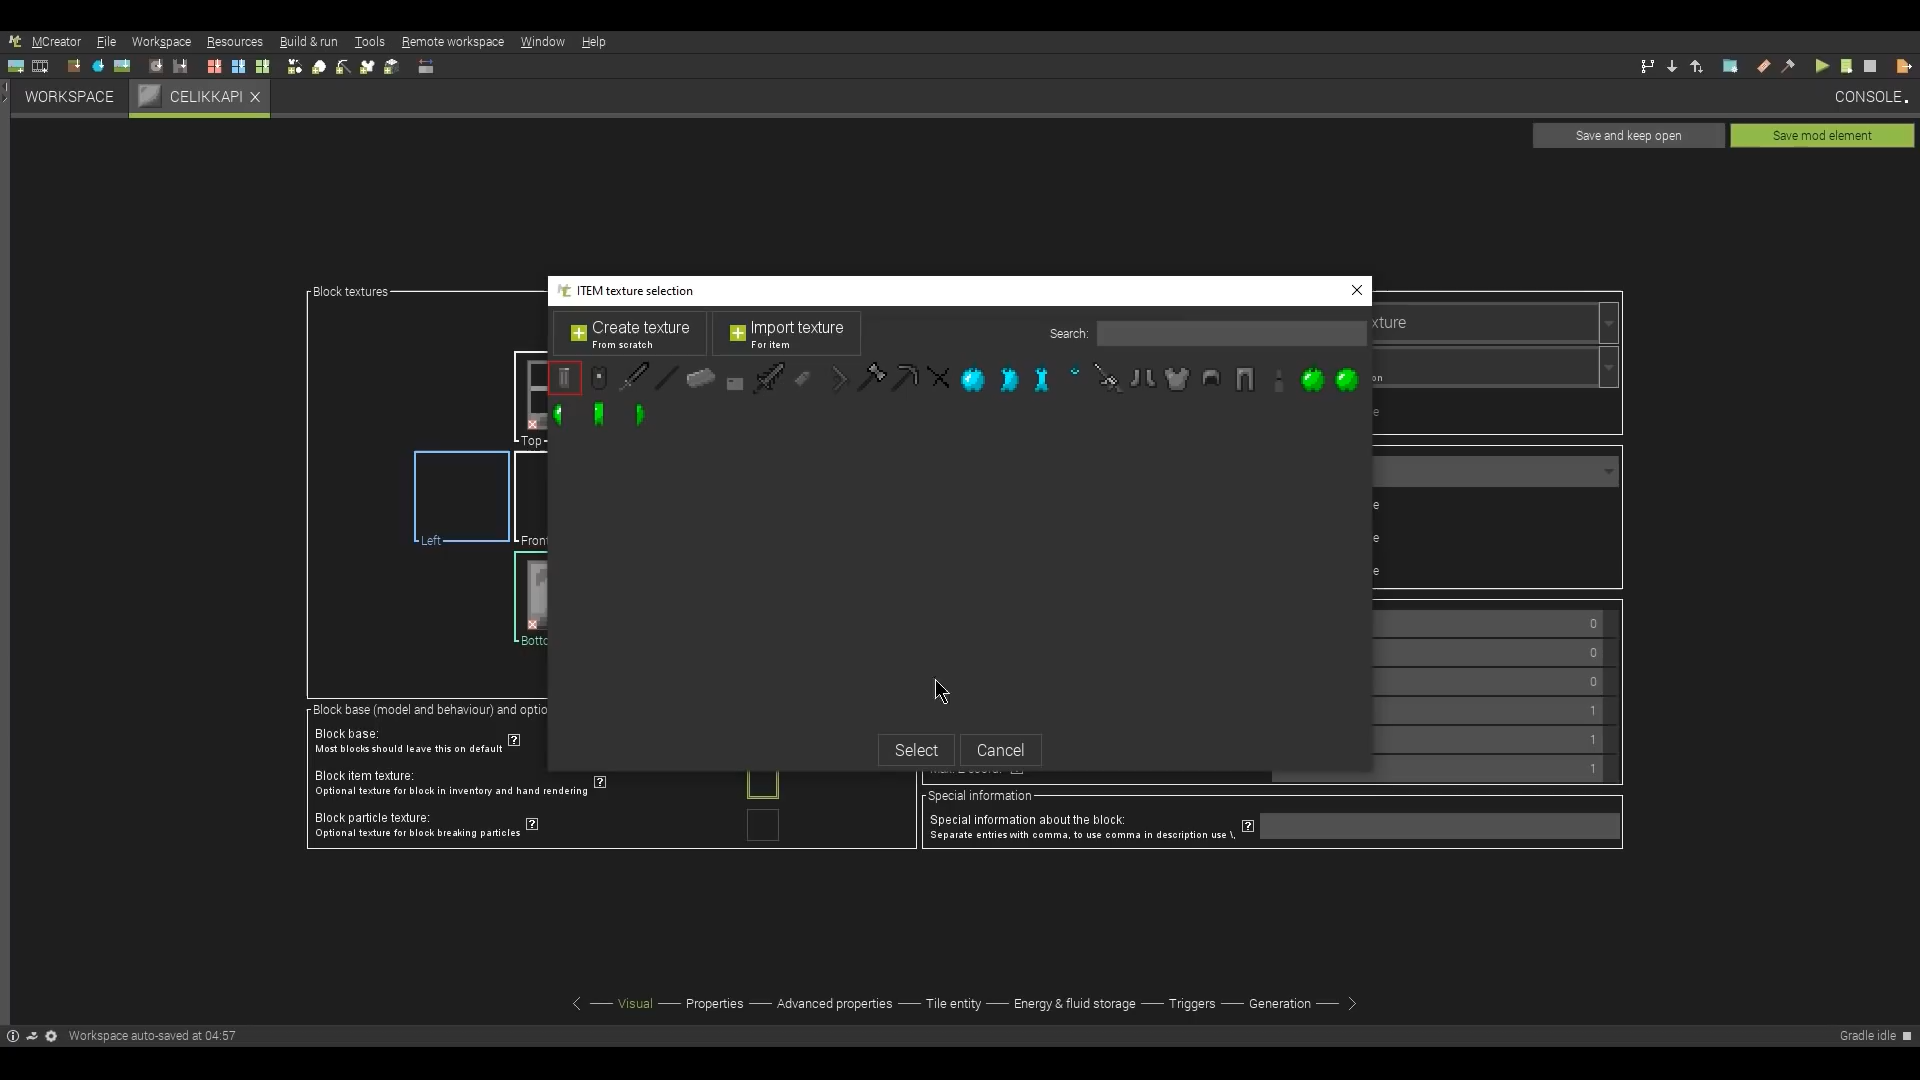 MCreator File Workspace Resources Build & run Tools Remote workspace Window Help
WORKSPACE CELIKKAPI CONSOLE
Save and keep open Save mod element
ITEM texture selection
Block textures
Create texture
From scratch
Import texture
For item
Search:
xture
on
e
Top
Left
Front
e
e
e
Botto
0
0
0
1
1
1
Block base (model and behaviour) and optio
Block base:
Most blocks should leave this on default
?
Select Cancel
Block item texture:
Optional texture for block in inventory and hand rendering
?
Block particle texture:
Optional texture for block breaking particles
?
Special information
Special information about the block:
Separate entries with comma, to use comma in description use \,
?
Visual Properties Advanced properties Tile entity Energy & fluid storage Triggers Generation
Workspace auto-saved at 04:57
Gradle idle